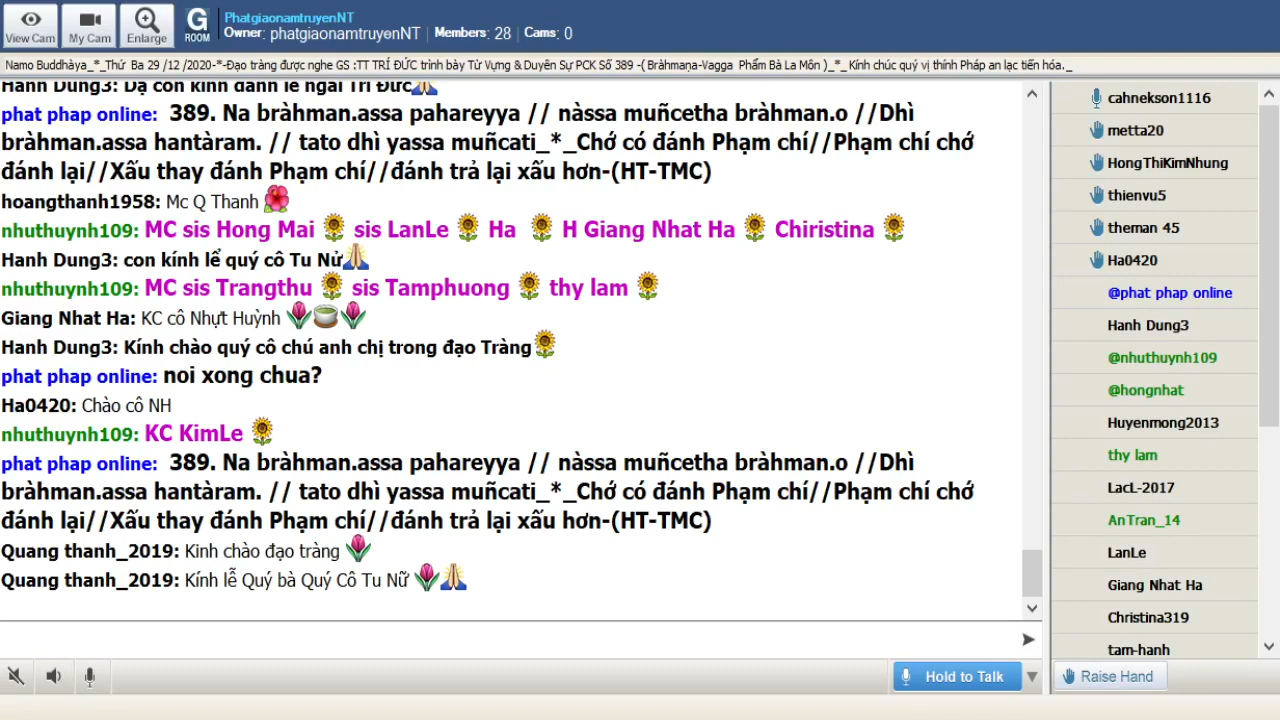 View Cam
My Cam
Enlarge
G
ROOM
PhatgiaonamtruyenNT
Owner: phatgiaonamtruyenNT | Members: 28 | Cams: 0
Namo Buddhàya_*_Thứ Ba 29 /12 /2020-*-Đạo tràng được nghe GS :TT TRÍ ĐỨC trình bày Từ Vựng & Duyên Sự PCK Số 389 -( Bràhmaņa-Vagga Phẩm Bà La Môn )_*_ Kính chúc quý vị thính Pháp an lạc tiến hóa._
Hanh Dung3: Dạ con kính đảnh lễ ngài Trí Đức
phat phap online: 389. Na bràhman.assa pahareyya // nàssa muñcetha bràhman.o //Dhì
bràhman.assa hantàram. // tato dhì yassa muñcati_*_Chớ có đánh Phạm chí//Phạm chí chớ
đánh lại//Xấu thay đánh Phạm chí//đánh trả lại xấu hơn-(HT-TMC)
hoangthanh1958: Mc Q Thanh
nhuthuynh109: MC sis Hong Mai sis LanLe Ha H Giang Nhat Ha Chiristina
Hanh Dung3: con kính lể quý cô Tu Nử
nhuthuynh109: MC sis Trangthu sis Tamphuong thy lam
Giang Nhat Ha: KC cô Nhựt Huỳnh
Hanh Dung3: Kính chào quý cô chú anh chị trong đạo Tràng
phat phap online: noi xong chua?
Ha0420: Chào cô NH
nhuthuynh109: KC KimLe
phat phap online: 389. Na bràhman.assa pahareyya // nàssa muñcetha bràhman.o //Dhì
bràhman.assa hantàram. // tato dhì yassa muñcati_*_Chớ có đánh Phạm chí//Phạm chí chớ
đánh lại//Xấu thay đánh Phạm chí//đánh trả lại xấu hơn-(HT-TMC)
Quang thanh_2019: Kinh chào đạo tràng
Quang thanh_2019: Kính lễ Quý bà Quý Cô Tu Nữ
Hold to Talk
cahnekson1116
metta20
HongThiKimNhung
thienvu5
theman 45
Ha0420
@phat phap online
Hanh Dung3
@nhuthuynh109
@hongnhat
Huyenmong2013
thy lam
LacL-2017
AnTran_14
LanLe
Giang Nhat Ha
Christina319
tam-hanh
Raise Hand